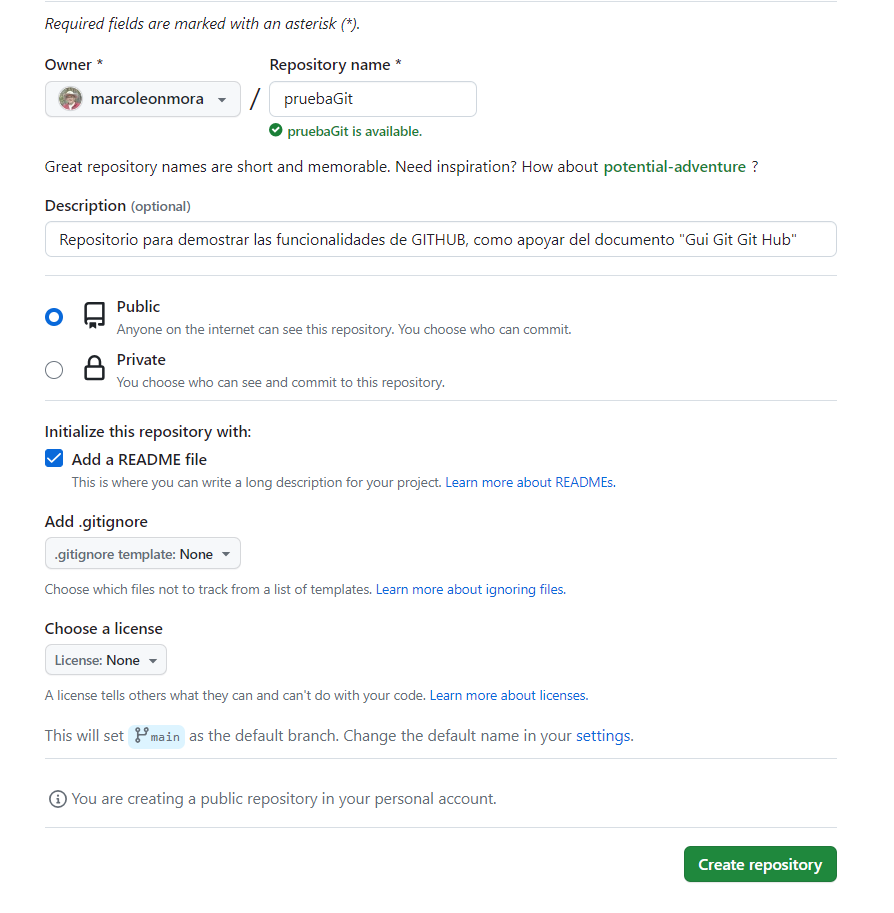 Required fields are marked with an asterisk (*).
Owner * Repository name *
marcoleonmora / pruebaGit
pruebaGit is available.
Great repository names are short and memorable. Need inspiration? How about potential-adventure ?
Description (optional)
Repositorio para demostrar las funcionalidades de GITHUB, como apoyar del documento "Gui Git Git Hub"
Public
Anyone on the internet can see this repository. You choose who can commit.
Private
You choose who can see and commit to this repository.
Initialize this repository with:
Add a README file
This is where you can write a long description for your project. Learn more about READMEs.
Add .gitignore
.gitignore template: None
Choose which files not to track from a list of templates. Learn more about ignoring files.
Choose a license
License: None
A license tells others what they can and can't do with your code. Learn more about licenses.
This will set main as the default branch. Change the default name in your settings.
You are creating a public repository in your personal account.
Create repository